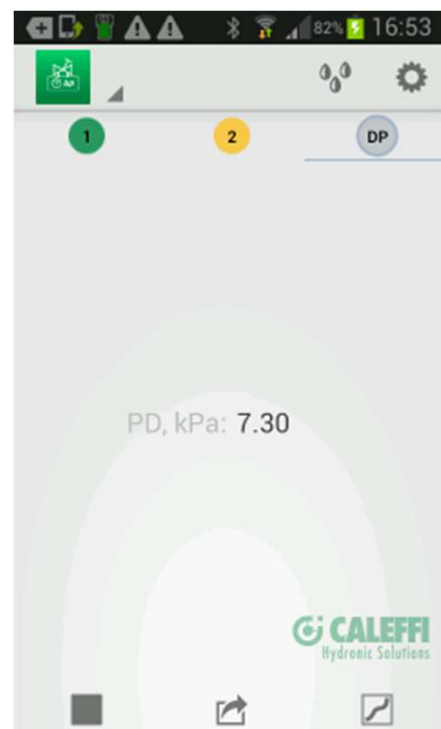 82% 16:53
1 2 DP
PD, kPa: 7.30
CALEFFI
Hydronic Solutions